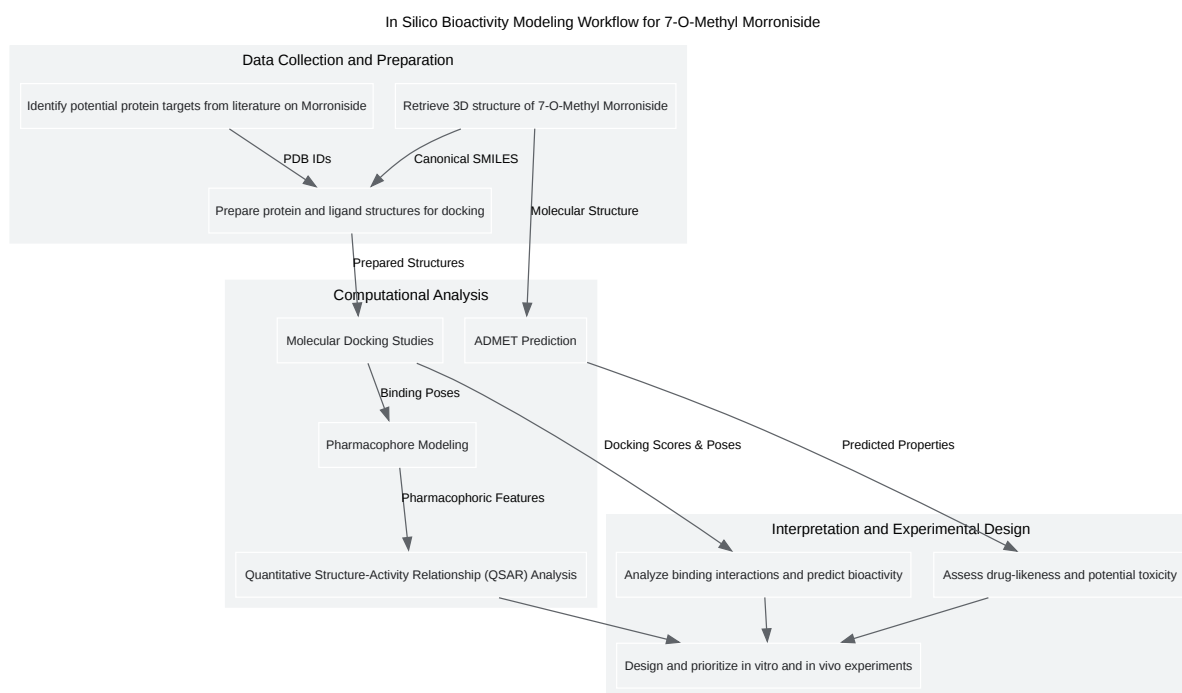 In Silico Bioactivity Modeling Workflow for 7-O-Methyl Morroniside
Data Collection and Preparation
Identify potential protein targets from literature on Morroniside
Retrieve 3D structure of 7-O-Methyl Morroniside
PDB IDs
Canonical SMILES
Prepare protein and ligand structures for docking
Molecular Structure
Prepared Structures
Computational Analysis
Molecular Docking Studies
ADMET Prediction
Binding Poses
Pharmacophore Modeling
Docking Scores & Poses
Predicted Properties
Pharmacophoric Features
Interpretation and Experimental Design
Quantitative Structure-Activity Relationship (QSAR) Analysis
Analyze binding interactions and predict bioactivity
Assess drug-likeness and potential toxicity
Design and prioritize in vitro and in vivo experiments